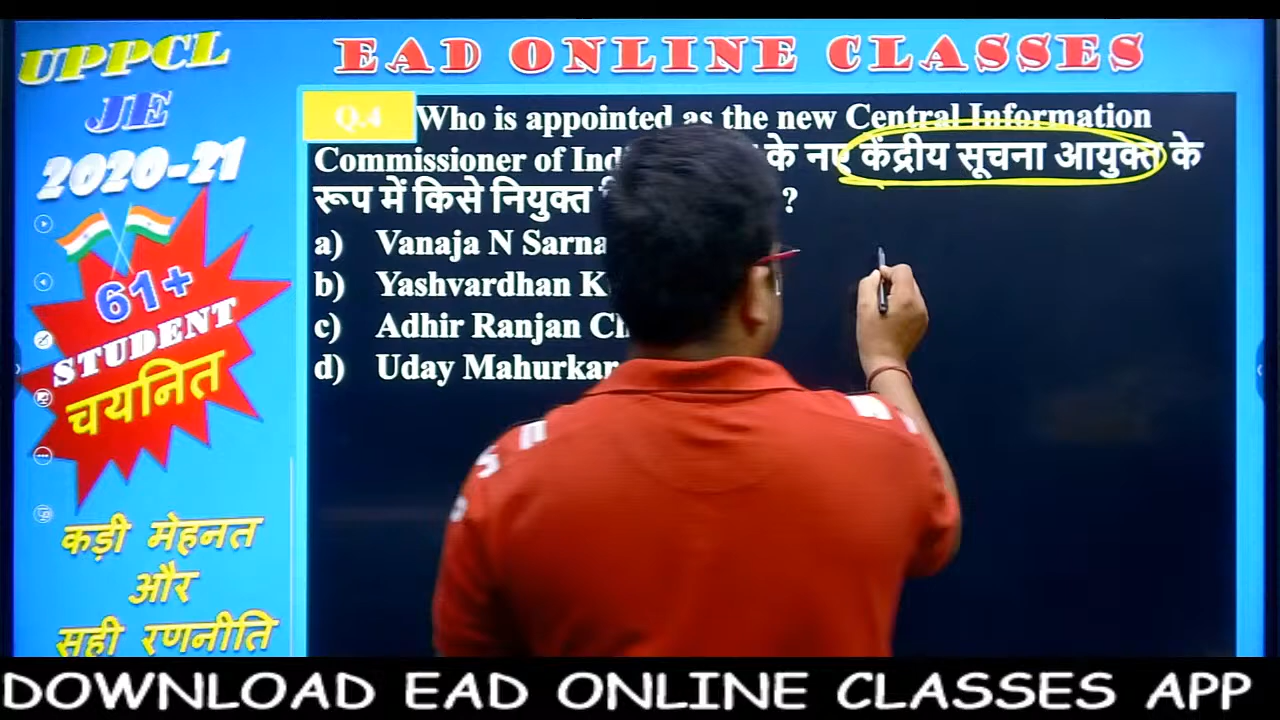 UPPCL
JE
2020-21
61+
STUDENT
चयनित
कड़ी मेहनत
और
सही रणनीति
EAD ONLINE CLASSES
Q.4 Who is appointed as the new Central Information
Commissioner of के नए केंद्रीय सूचना आयुक्त के
रूप में किसे नियुक्त ?
a) Vanaja N
b) Yashvardhan
c) Adhir Ranjan
d) Uday Mahurkar
DOWNLOAD EAD ONLINE CLASSES APP